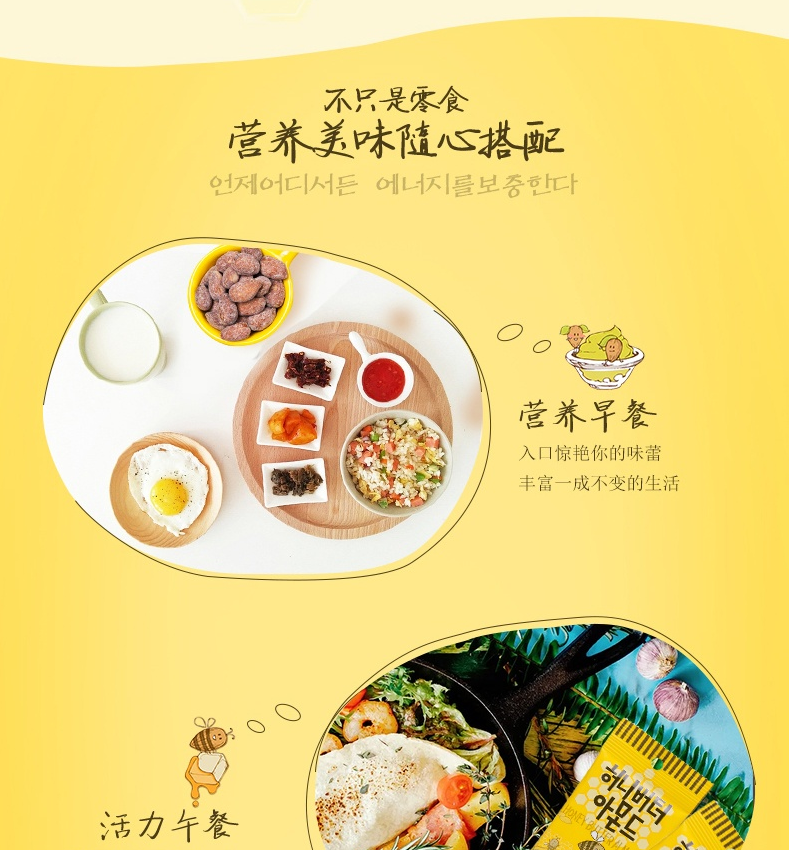 不只是零食
营养美味隨心搭配
언제어디서든 에너지를보충한다
营养早餐
入口惊艳你的味蕾
丰富一成不变的生活
活力午餐
허니버터
아몬드